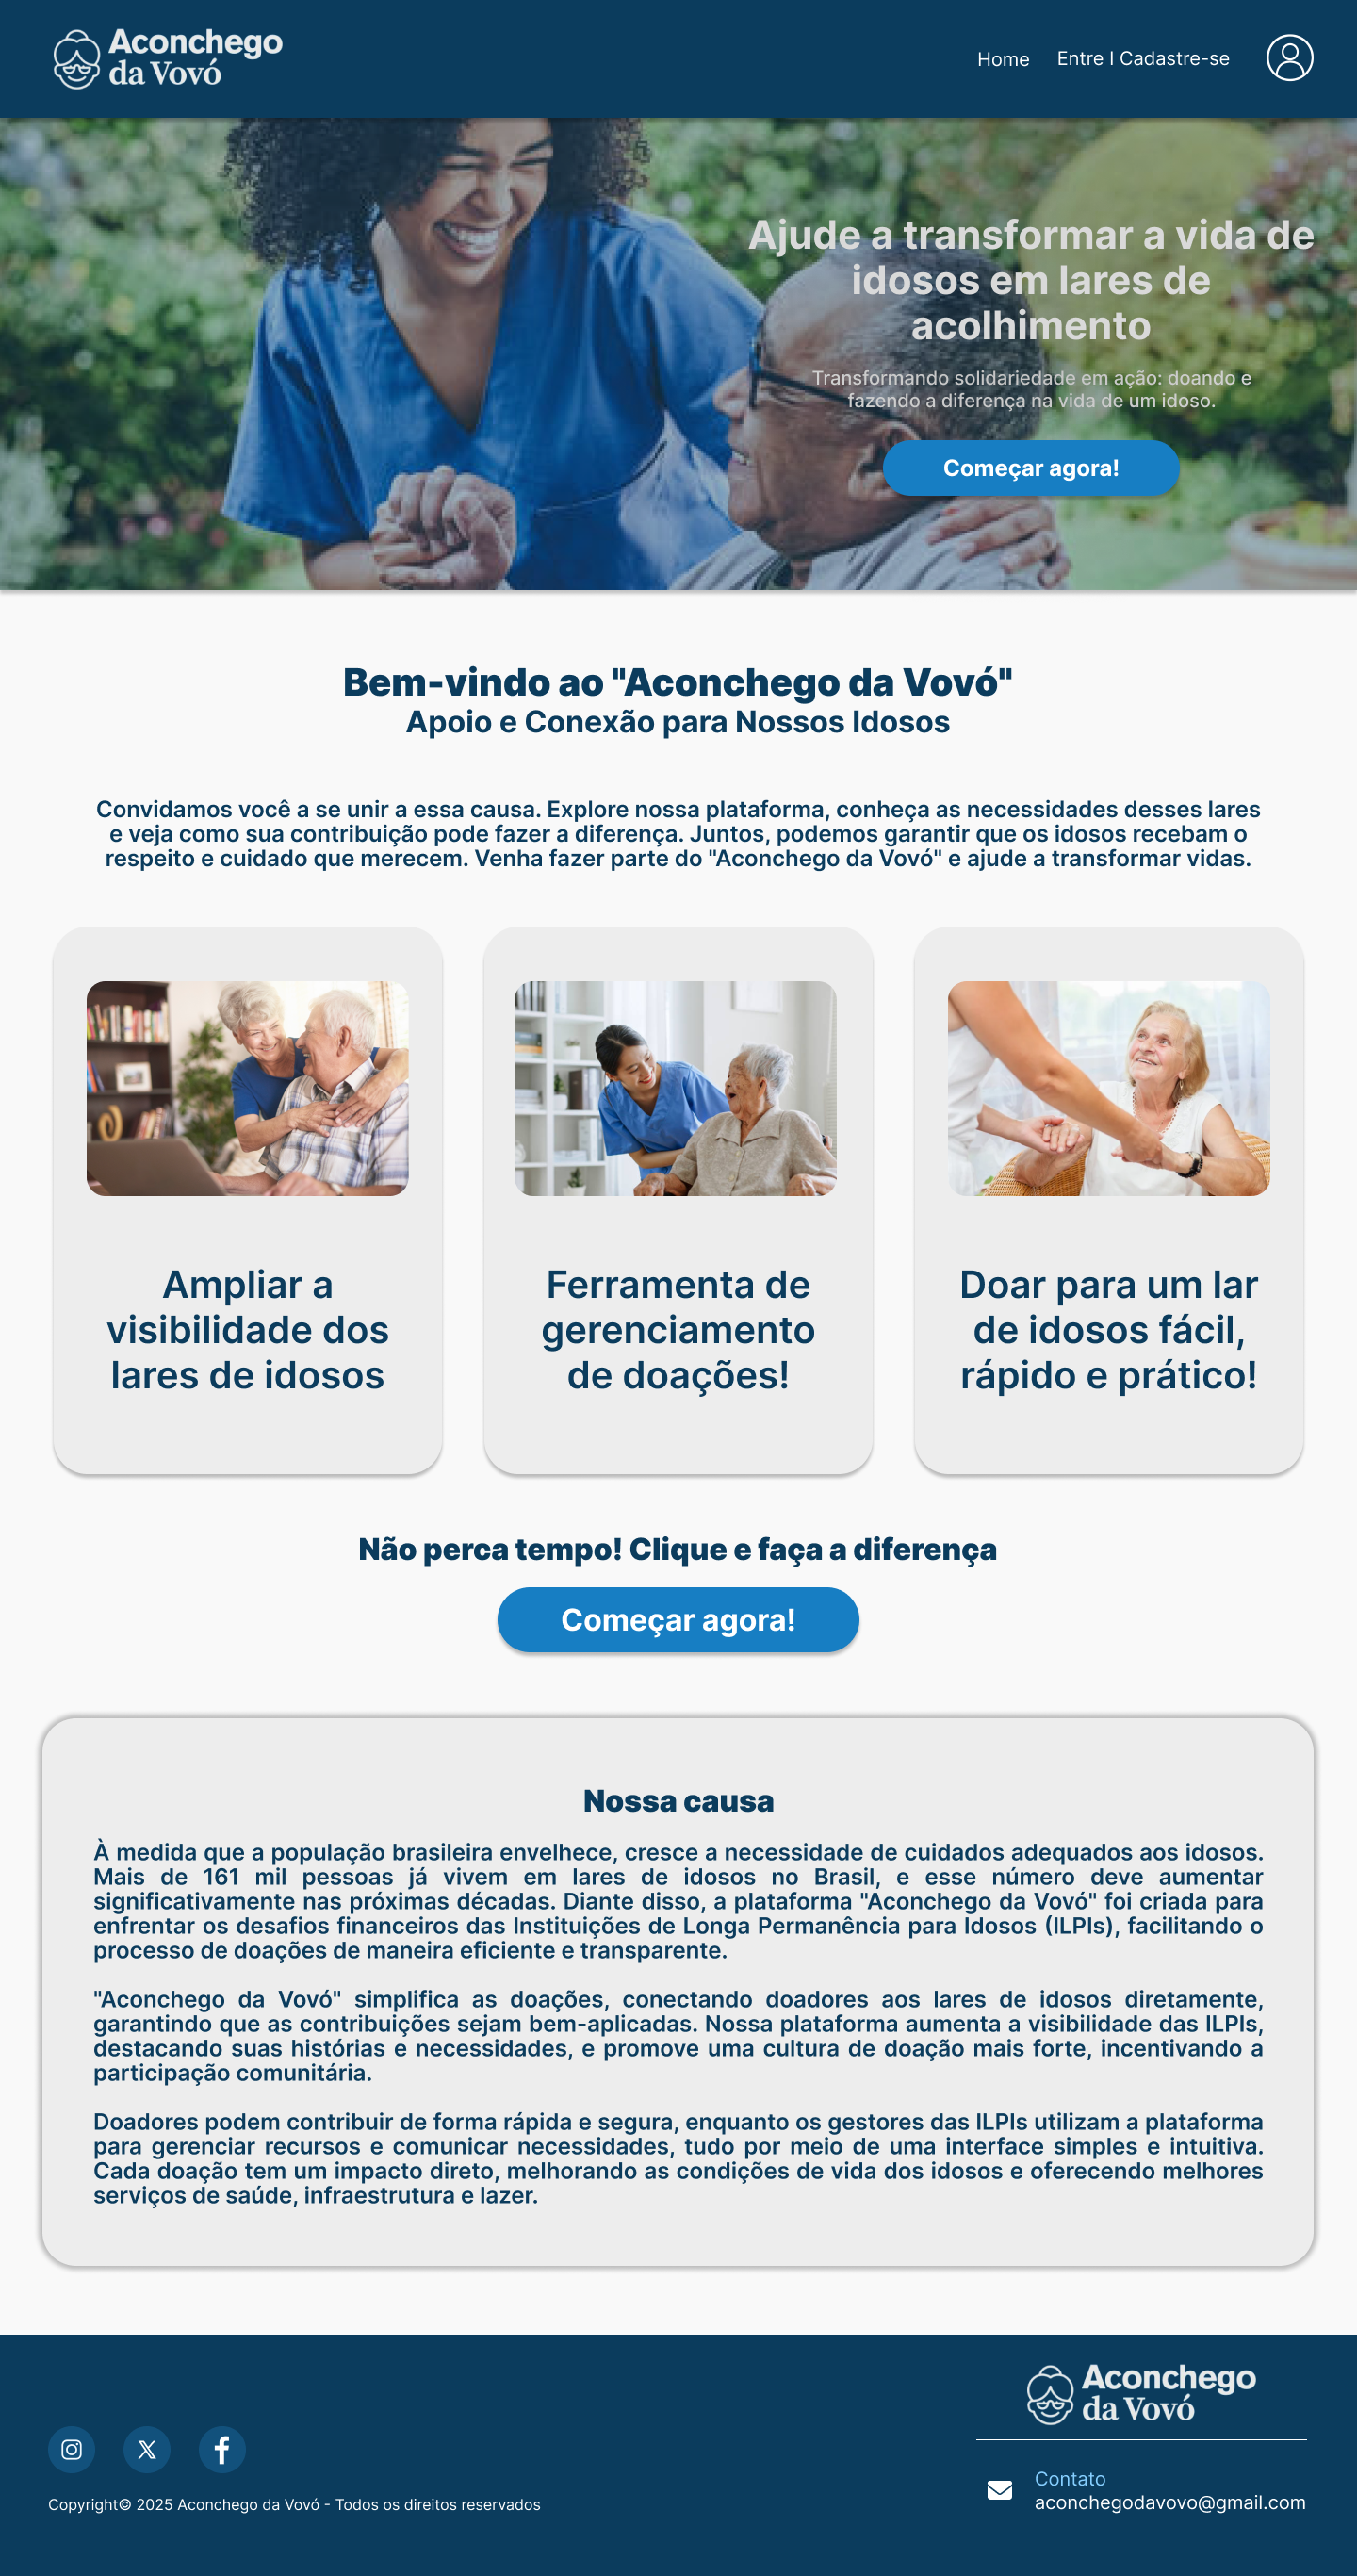 Aconchego
da Vovó
Home
Entre I Cadastre-se
Ajude a transformar a vida de
idosos em lares de
acolhimento
Transformando solidariedade em ação: doando e
fazendo a diferença na vida de um idoso.
Começar agora!
Bem-vindo ao "Aconchego da Vovó"
Apoio e Conexão para Nossos Idosos
Convidamos você a se unir a essa causa. Explore nossa plataforma, conheça as necessidades desses lares
e veja como sua contribuição pode fazer a diferença. Juntos, podemos garantir que os idosos recebam o
respeito e cuidado que merecem. Venha fazer parte do "Aconchego da Vovó" e ajude a transformar vidas.
Ampliar a
visibilidade dos
lares de idosos
Ferramenta de
gerenciamento
de doações!
Doar para um lar
de idosos fácil,
rápido e prático!
Não perca tempo! Clique e faça a diferença
Começar agora!
Nossa causa
À medida que a população brasileira envelhece, cresce a necessidade de cuidados adequados aos idosos.
Mais de 161 mil pessoas já vivem em lares de idosos no Brasil, e esse número deve aumentar
significativamente nas próximas décadas. Diante disso, a plataforma "Aconchego da Vovó" foi criada para
enfrentar os desafios financeiros das Instituições de Longa Permanência para Idosos (ILPIs), facilitando o
processo de doações de maneira eficiente e transparente.
"Aconchego da Vovó" simplifica as doações, conectando doadores aos lares de idosos diretamente,
garantindo que as contribuições sejam bem-aplicadas. Nossa plataforma aumenta a visibilidade das ILPIs,
destacando suas histórias e necessidades, e promove uma cultura de doação mais forte, incentivando a
participação comunitária.
Doadores podem contribuir de forma rápida e segura, enquanto os gestores das ILPIs utilizam a plataforma
para gerenciar recursos e comunicar necessidades, tudo por meio de uma interface simples e intuitiva.
Cada doação tem um impacto direto, melhorando as condições de vida dos idosos e oferecendo melhores
serviços de saúde, infraestrutura e lazer.
Aconchego
da Vovó
Contato
aconchegodavovo@gmail.com
Copyright© 2025 Aconchego da Vovó - Todos os direitos reservados